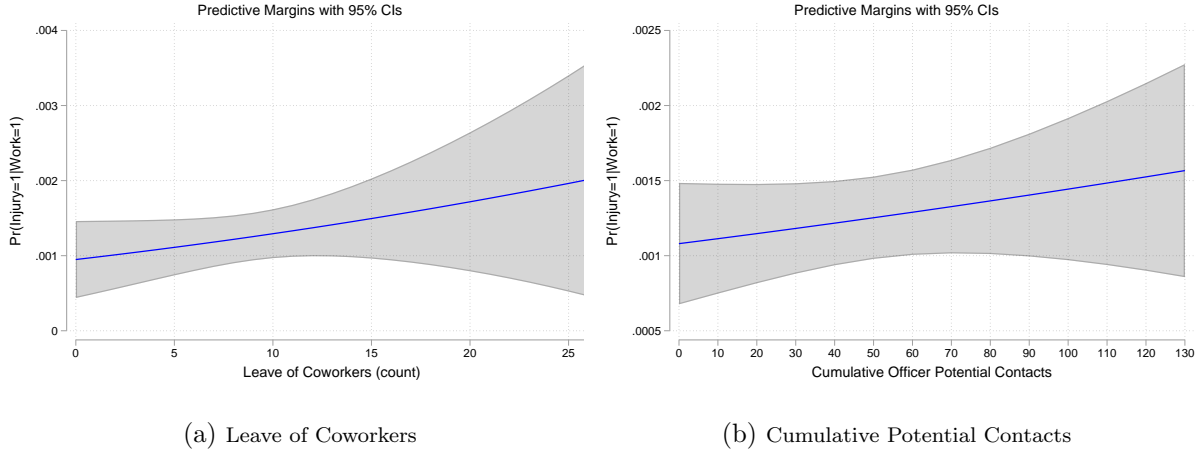 Predictive Margins with 95% CIs
.004
.003
.002
.001
0
Pr(Injury=1|Work=1)
0 5 10 15 20 25
Leave of Coworkers (count)
(a) Leave of Coworkers
Predictive Margins with 95% CIs
.0025
.002
.0015
.001
.0005
Pr(Injury=1|Work=1)
0 10 20 30 40 50 60 70 80 90 100 110 120 130
Cumulative Officer Potential Contacts
(b) Cumulative Potential Contacts